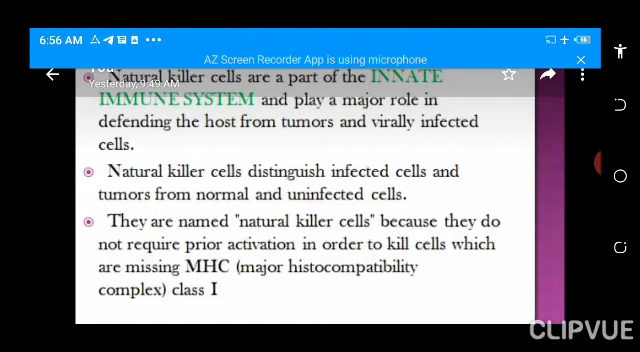 6:56 AM
AZ Screen Recorder App is using microphone
You
Yesterday, 9:49 AM
Natural killer cells are a part of the INNATE
IMMUNE SYSTEM and play a major role in
defending the host from tumors and virally infected
cells.
Natural killer cells distinguish infected cells and
tumors from normal and uninfected cells.
They are named "natural killer cells" because they do
not require prior activation in order to kill cells which
are missing MHC (major histocompatibility
complex) class I
CLIPVUE